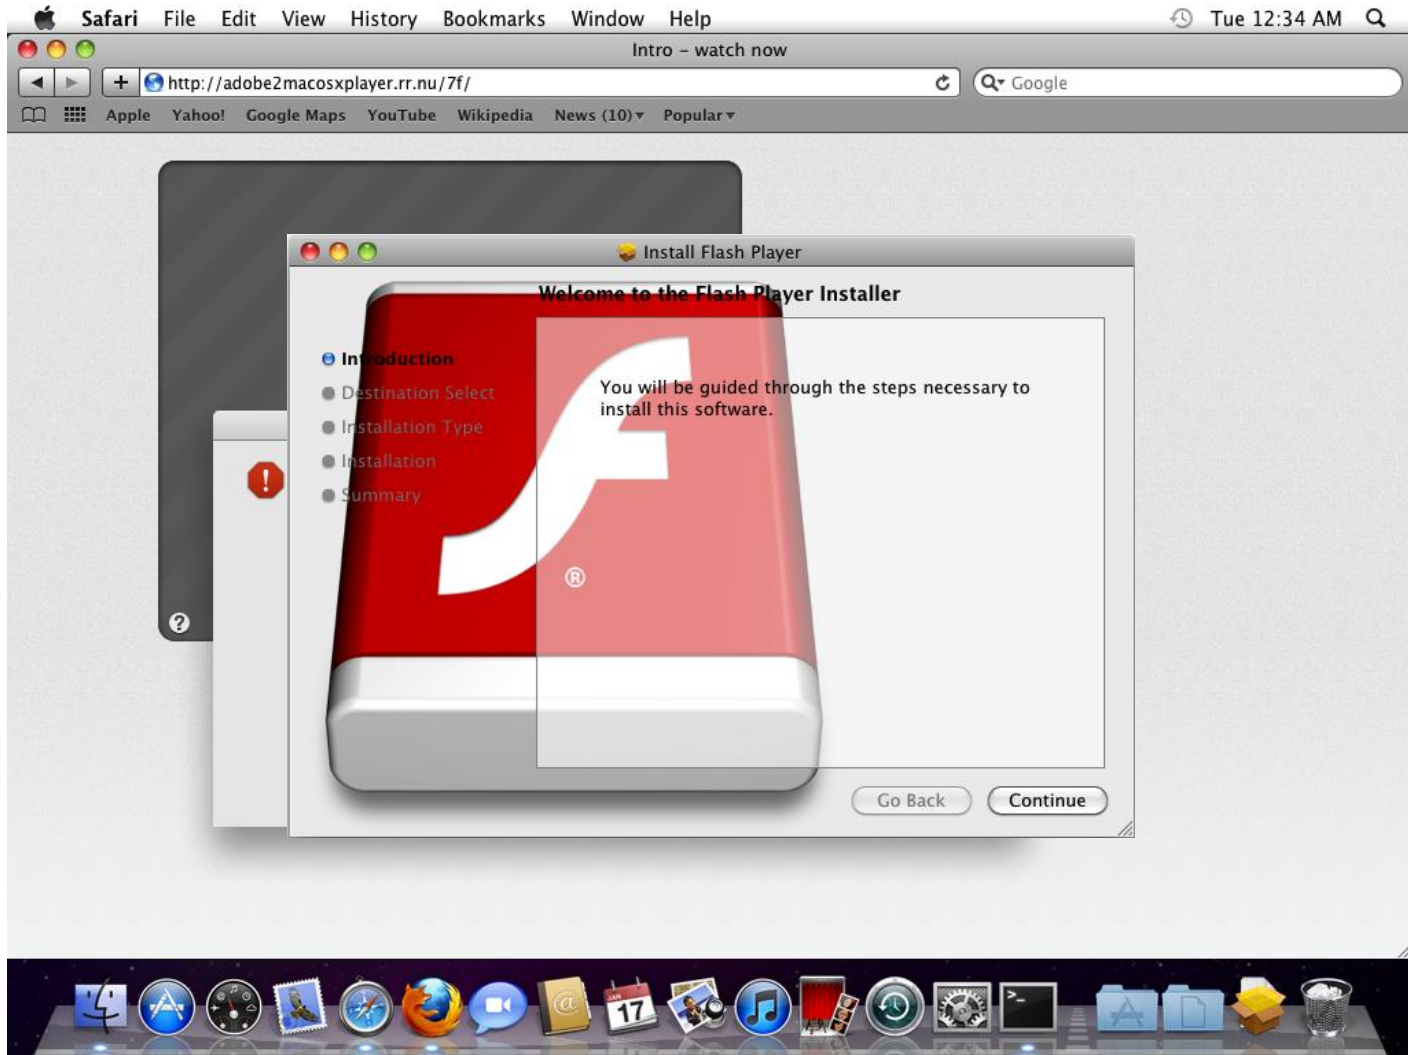 Safari File Edit View History Bookmarks Window Help Tue 12:34 AM
Intro – watch now
http://adobe2macosxplayer.rr.nu/7f/ Google
Apple Yahoo! Google Maps YouTube Wikipedia News (10) Popular
Install Flash Player
Welcome to the Flash Player Installer
Introduction
Destination Select
Installation Type
Installation
Summary
You will be guided through the steps necessary to
install this software.
®
?
!
Go Back Continue
JAN
17